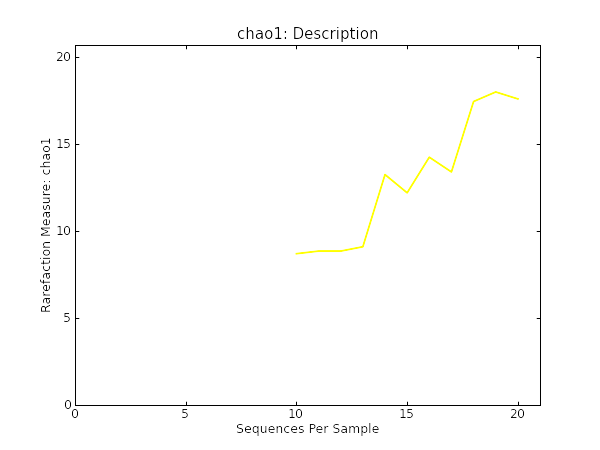 chao1: Description
Rarefaction Measure: chao1
20
15
10
5
0
0 5 10 15 20
Sequences Per Sample